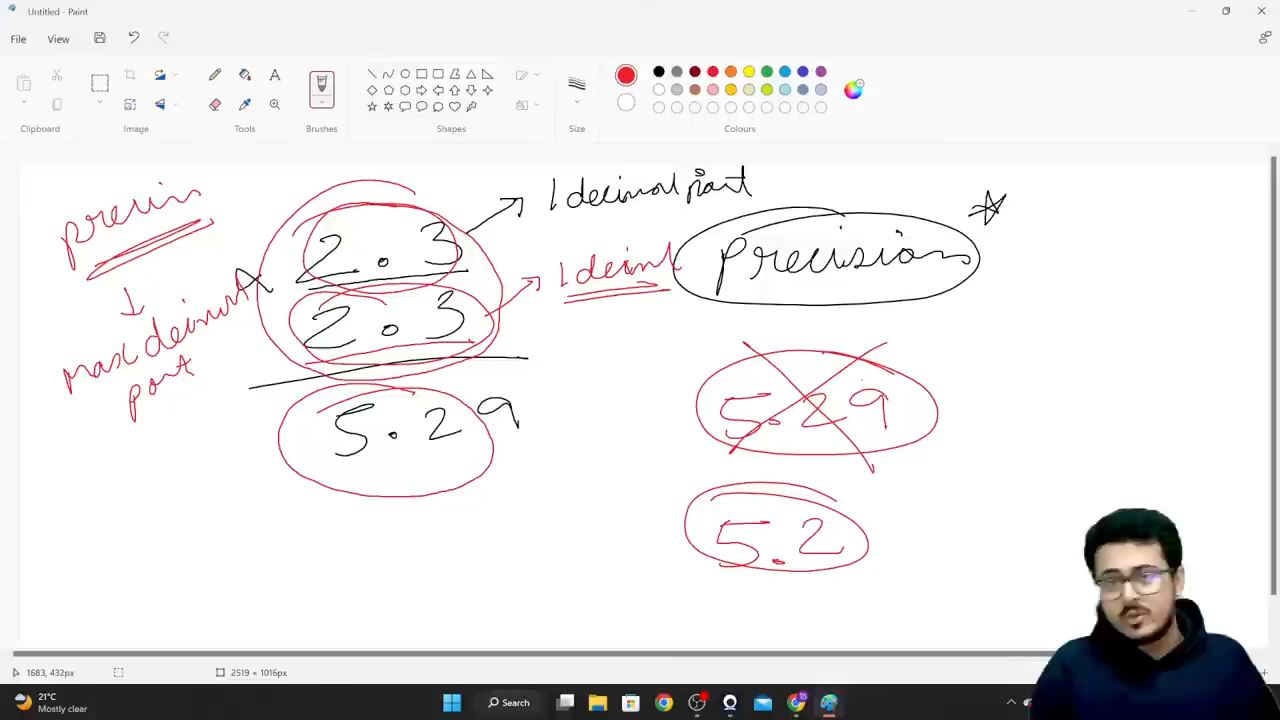 Untitled - Paint
File View
Clipboard
Image
Tools
Brushes
Shapes
Size
Colours
1 decimal part
precision
2.3
1 decimal
X 2.3
max decimal
part
5.29
5.29
5.2
1683, 432px
2519 × 1016px
21°C
Mostly clear
Search